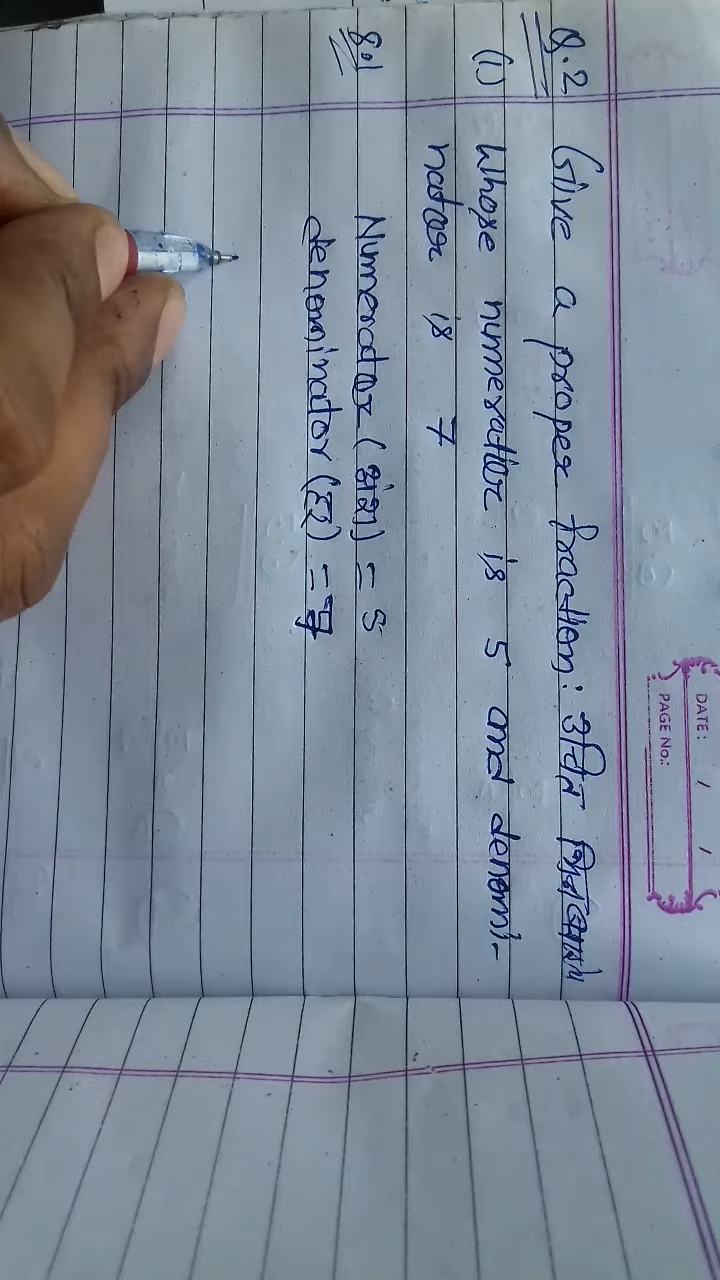 DATE: / /
PAGE No.:
Q.2 Give a proper fraction: उचित
(i) Whose numerator is 5 and denomi-
nator is 7
Numerator (अंश) = 5
denominator (हर) = 7